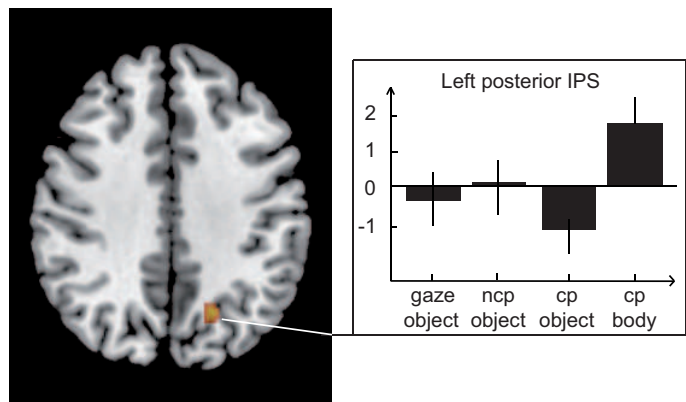 Left posterior IPS
2
1
0
-1
gaze object
ncp object
cp object
cp body